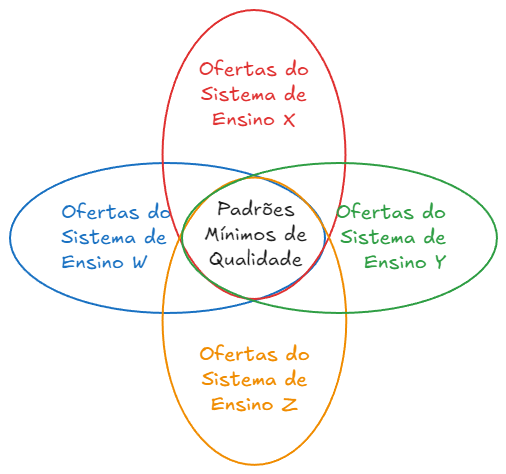 Ofertas do
Sistema de
Ensino X
Ofertas do
Sistema de
Ensino W
Padrões
Mínimos de
Qualidade
Ofertas do
Sistema de
Ensino Y
Ofertas do
Sistema de
Ensino Z